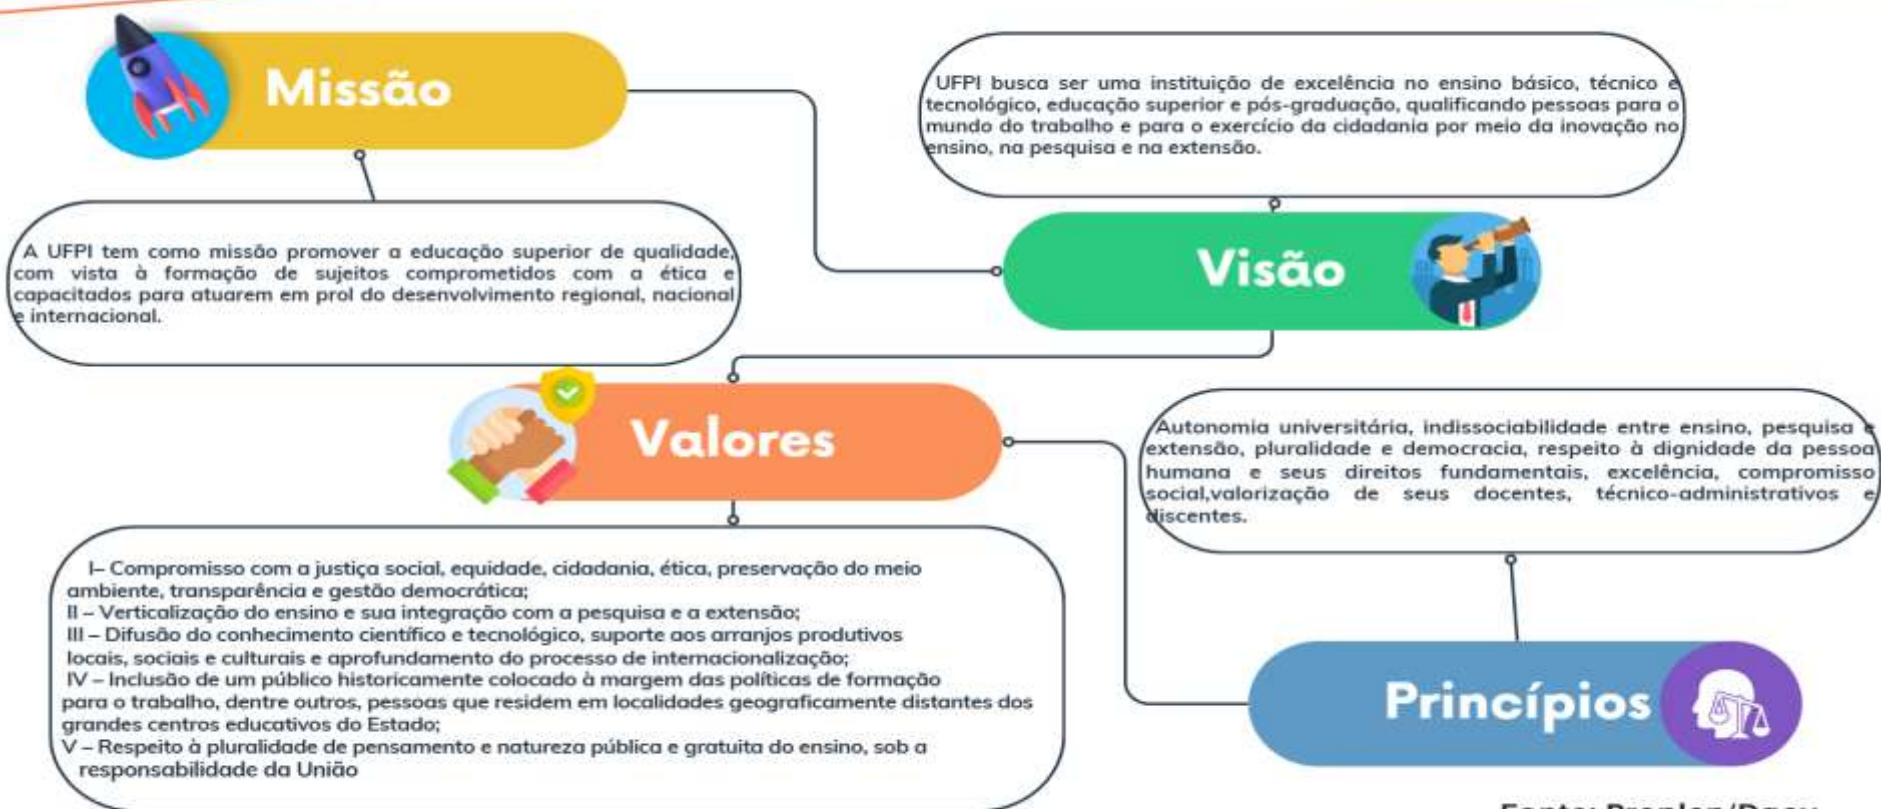 Missão
A UFPI tem como missão promover a educação superior de qualidade,
com vista à formação de sujeitos comprometidos com a ética e
capacitados para atuarem em prol do desenvolvimento regional, nacional
e internacional.
UFPI busca ser uma instituição de excelência no ensino básico, técnico e
tecnológico, educação superior e pós-graduação, qualificando pessoas para o
mundo do trabalho e para o exercício da cidadania por meio da inovação no
ensino, na pesquisa e na extensão.
Visão
Valores
I– Compromisso com a justiça social, equidade, cidadania, ética, preservação do meio
ambiente, transparência e gestão democrática;
II – Verticalização do ensino e sua integração com a pesquisa e a extensão;
III – Difusão do conhecimento científico e tecnológico, suporte aos arranjos produtivos
locais, sociais e culturais e aprofundamento do processo de internacionalização;
IV – Inclusão de um público historicamente colocado à margem das políticas de formação
para o trabalho, dentre outros, pessoas que residem em localidades geograficamente distantes dos
grandes centros educativos do Estado;
V – Respeito à pluralidade de pensamento e natureza pública e gratuita do ensino, sob a
responsabilidade da União
Autonomia universitária, indissociabilidade entre ensino, pesquisa e
extensão, pluralidade e democracia, respeito à dignidade da pessoa
humana e seus direitos fundamentais, excelência, compromisso
social,valorização de seus docentes, técnico-administrativos e
discentes.
Princípios